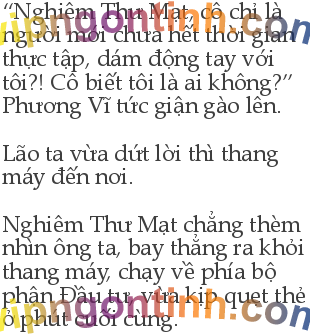 “Nghiêm Thư Mạt, cô chỉ là
người mới chưa hết thời gian
thực tập, dám động tay với
tôi?! Cô biết tôi là ai không?”
Phương Vĩ tức giận gào lên.
Lão ta vừa dứt lời thì thang
máy đến nơi.
Nghiêm Thư Mạt chẳng thèm
nhìn ông ta, bay thẳng ra khỏi
thang máy, chạy về phía bộ
phận Đầu tư, vừa kịp quẹt thẻ
ở phút cuối cùng.